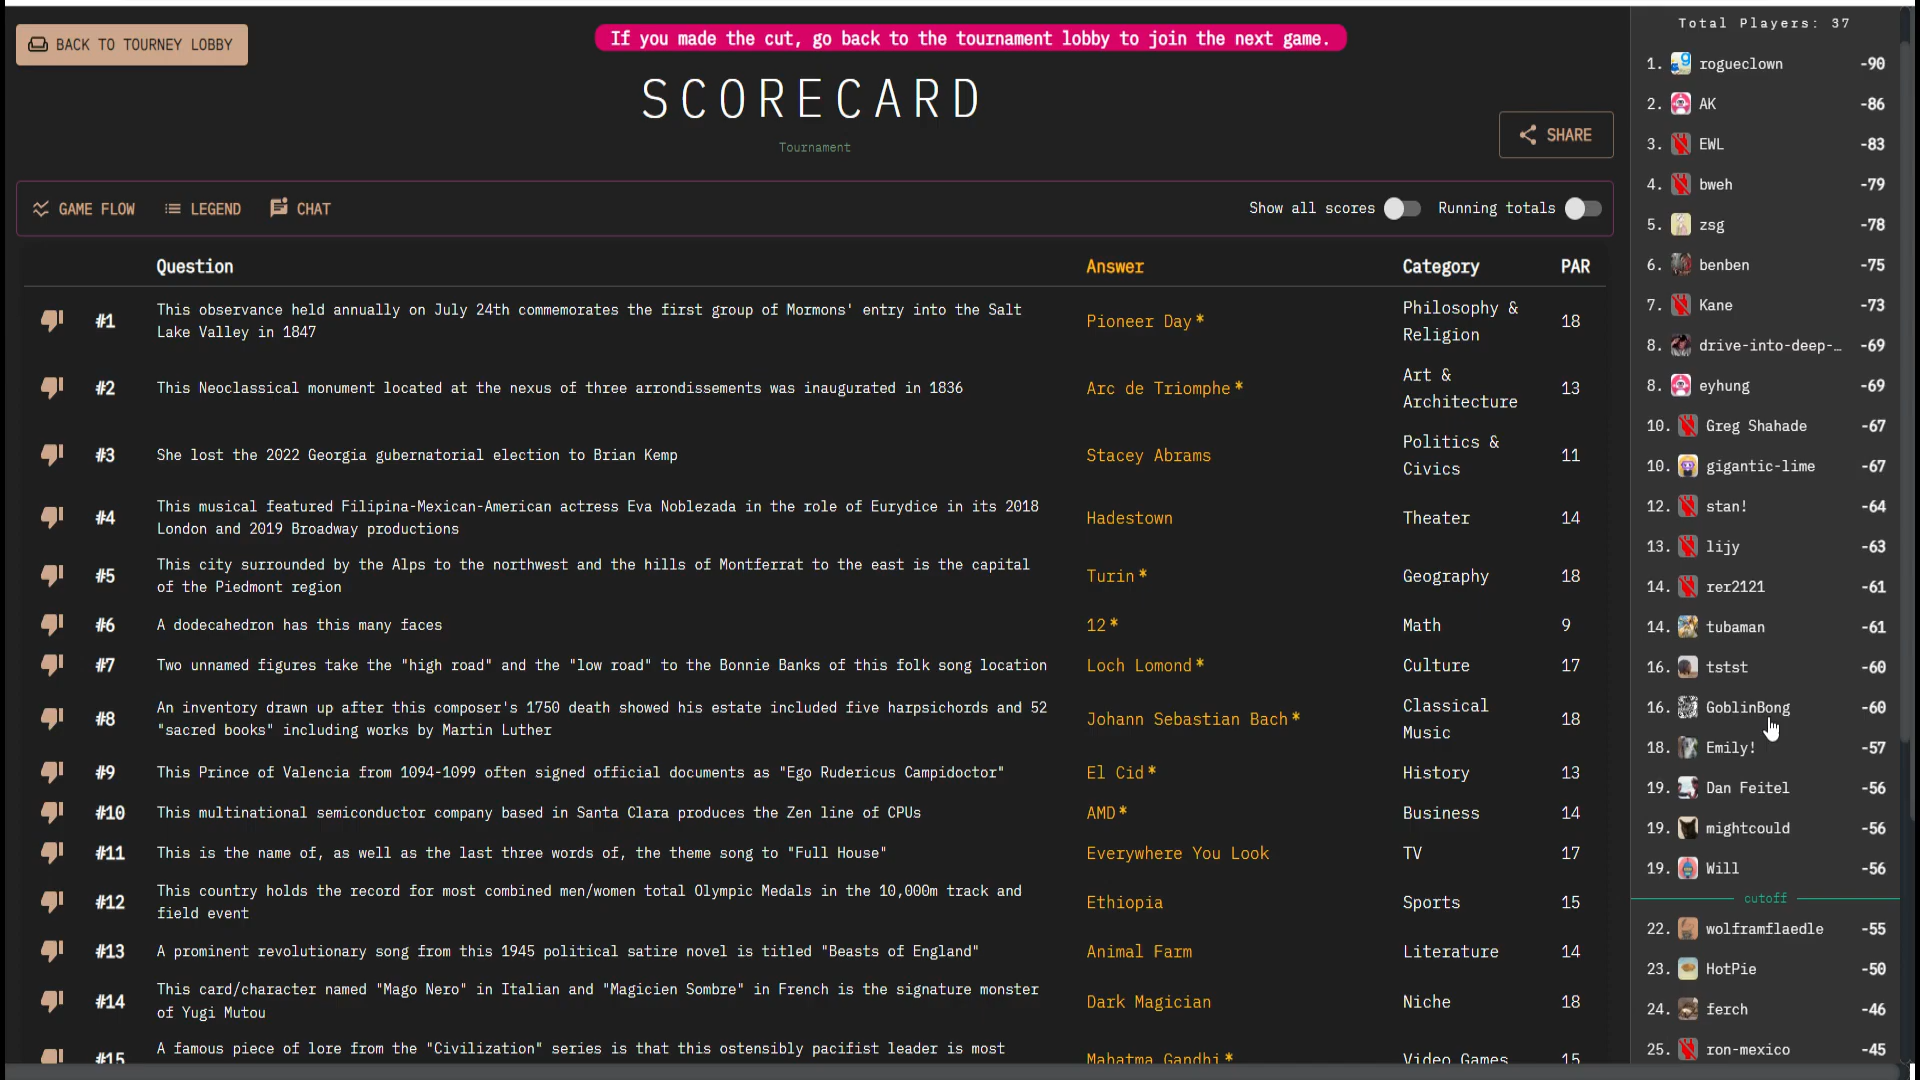 BACK TO TOURNEY LOBBY
If you made the cut, go back to the tournament lobby to join the next game.
SCORECARD
Tournament
SHARE
GAME FLOW LEGEND CHAT Show all scores Running totals
Question Answer Category PAR
#1 This observance held annually on July 24th commemorates the first group of Mormons' entry into the Salt
Lake Valley in 1847
Pioneer Day*
Philosophy &
Religion
18
#2 This Neoclassical monument located at the nexus of three arrondissements was inaugurated in 1836
Arc de Triomphe*
Art &
Architecture
13
#3 She lost the 2022 Georgia gubernatorial election to Brian Kemp
Stacey Abrams
Politics &
Civics
11
#4 This musical featured Filipina-Mexican-American actress Eva Noblezada in the role of Eurydice in its 2018
London and 2019 Broadway productions
Hadestown
Theater
14
#5 This city surrounded by the Alps to the northwest and the hills of Montferrat to the east is the capital
of the Piedmont region
Turin*
Geography
18
#6 A dodecahedron has this many faces 12* Math 9
#7 Two unnamed figures take the "high road" and the "low road" to the Bonnie Banks of this folk song location Loch Lomond* Culture 17
#8 An inventory drawn up after this composer's 1750 death showed his estate included five harpsichords and 52
"sacred books" including works by Martin Luther
Johann Sebastian Bach*
Classical
Music
18
#9 This Prince of Valencia from 1094-1099 often signed official documents as "Ego Rudericus Campidoctor" El Cid* History 13
#10 This multinational semiconductor company based in Santa Clara produces the Zen line of CPUs AMD* Business 14
#11 This is the name of, as well as the last three words of, the theme song to "Full House" Everywhere You Look TV 17
#12 This country holds the record for most combined men/women total Olympic Medals in the 10,000m track and
field event
Ethiopia
Sports
15
#13 A prominent revolutionary song from this 1945 political satire novel is titled "Beasts of England" Animal Farm Literature 14
#14 This card/character named "Mago Nero" in Italian and "Magicien Sombre" in French is the signature monster
of Yugi Mutou
Dark Magician
Niche
18
#15 A famous piece of lore from the "Civilization" series is that this ostensibly pacifist leader is most
Mahatma Gandhi*
Video Games
15
Total Players: 37
1. rogueclown -90
2. AK -86
3. EWL -83
4. bweh -79
5. zsg -78
6. benben -75
7. Kane -73
8. drive-into-deep-… -69
8. eyhung -69
10. Greg Shahade -67
10. gigantic-lime -67
12. stan! -64
13. lijy -63
14. rer2121 -61
14. tubaman -61
16. tstst -60
16. GoblinBong -60
18. Emily! -57
19. Dan Feitel -56
19. mightcould -56
19. Will -56
cutoff
22. wolframflaedle -55
23. HotPie -50
24. ferch -46
25. ron-mexico -45